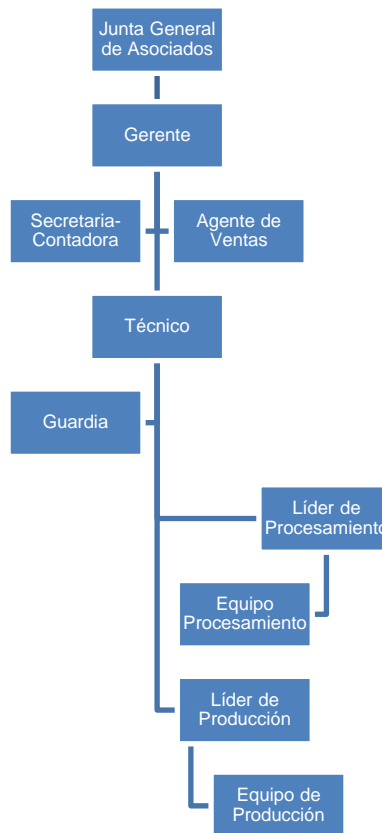 Junta General
de Asociados
Gerente
Secretaria-
Contadora
Agente de
Ventas
Técnico
Guardia
Líder de
Procesamiento
Equipo
Procesamiento
Líder de
Producción
Equipo de
Producción